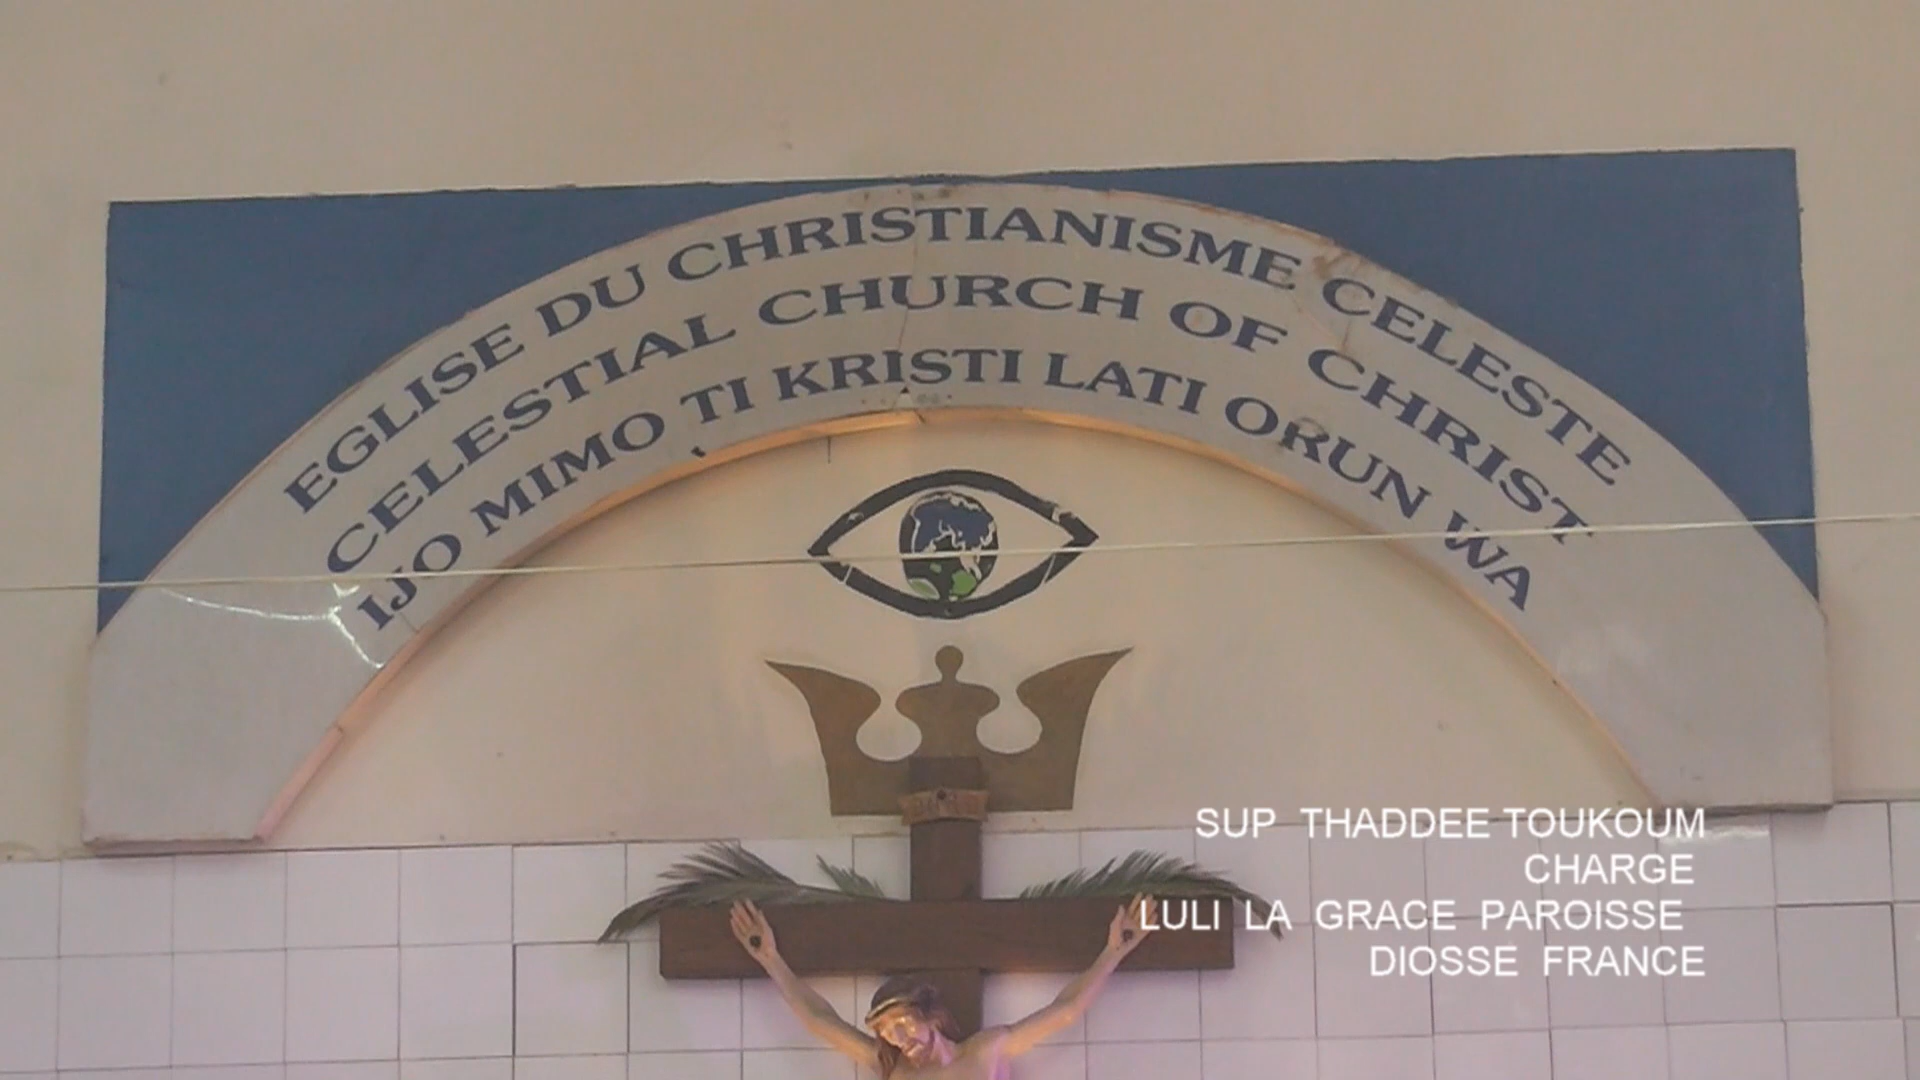 EGLISE DU CHRISTIANISME CELESTE
CELESTIAL CHURCH OF CHRIST
IJO MIMO TI KRISTI LATI ORUN WA
SUP THADDEE TOUKOUM
CHARGE
LULI LA GRACE PAROISSE
DIOSSE FRANCE